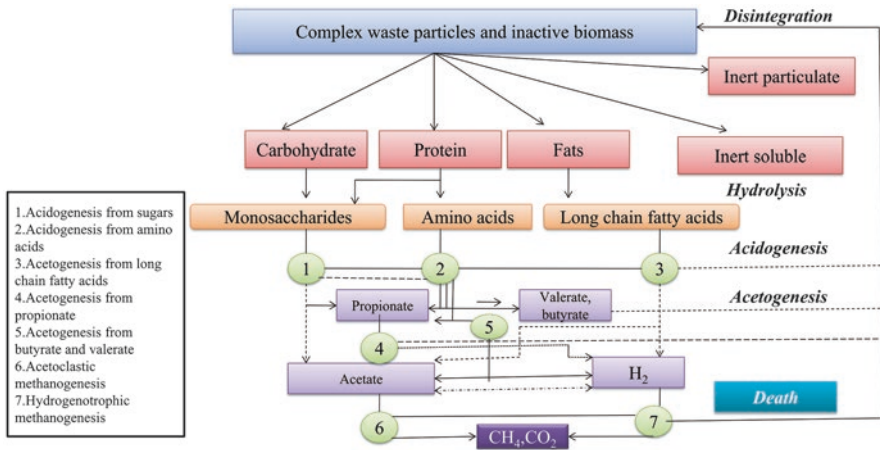 Disintegration
Complex waste particles and inactive biomass
Inert particulate
Carbohydrate
Protein
Fats
Inert soluble
Hydrolysis
Monosaccharides
Amino acids
Long chain fatty acids
Acidogenesis
1
2
3
Acetogenesis
Propionate
Valerate,
butyrate
5
4
Acetate
H₂
Death
6
7
CH₄,CO₂
1.Acidogenesis from sugars
2.Acidogenesis from amino
acids
3.Acetogenesis from long
chain fatty acids
4.Acetogenesis from
propionate
5.Acetogenesis from
butyrate and valerate
6.Acetoclastic
methanogenesis
7.Hydrogenotrophic
methanogenesis